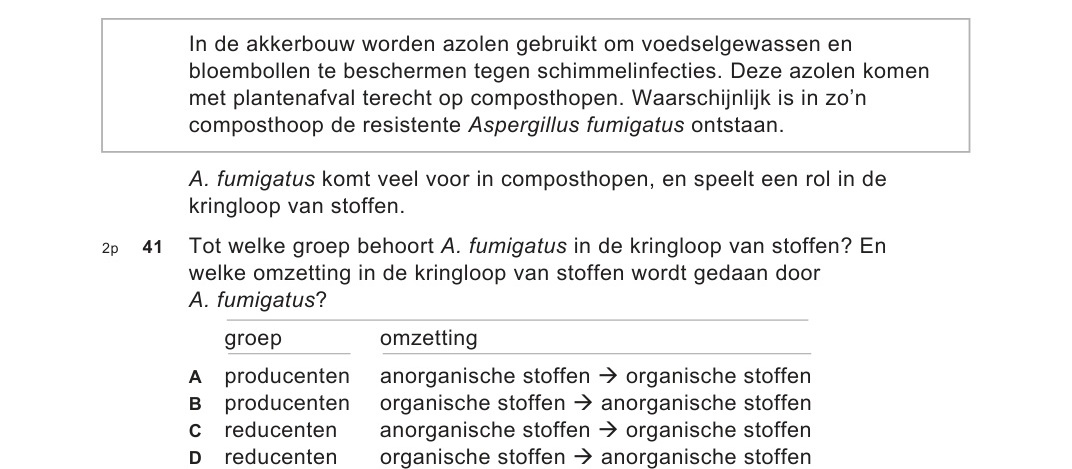 In de akkerbouw worden azolen gebruikt om voedselgewassen en
bloembollen te beschermen tegen schimmelinfecties. Deze azolen komen
met plantenafval terecht op composthopen. Waarschijnlijk is in zo'n
composthoop de resistente Aspergillus fumigatus ontstaan.
A. fumigatus komt veel voor in composthopen, en speelt een rol in de
kringloop van stoffen.
2p 41 Tot welke groep behoort A. fumigatus in de kringloop van stoffen? En
welke omzetting in de kringloop van stoffen wordt gedaan door
A. fumigatus?
groep omzetting
A producenten anorganische stoffen → organische stoffen
B producenten organische stoffen → anorganische stoffen
C reducenten anorganische stoffen → organische stoffen
D reducenten organische stoffen → anorganische stoffen